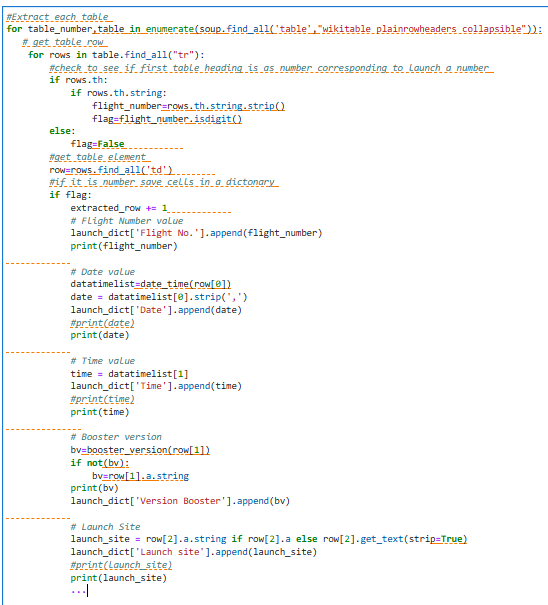 #Extract each table
for table_number,table in enumerate(soup.find_all('table',"wikitable plainrowheaders collapsible")):
   # get table row
    for rows in table.find_all("tr"):
        #check to see if first table heading is as number corresponding to launch a number
        if rows.th:
            if rows.th.string:
                flight_number=rows.th.string.strip()
                flag=flight_number.isdigit()
        else:
            flag=False
        #get table element
        row=rows.find_all('td')
        #if it is number save cells in a dictonary
        if flag:
            extracted_row += 1
            # Flight Number value
            launch_dict['Flight No.'].append(flight_number)
            print(flight_number)
            # Date value
            datatimelist=date_time(row[0])
            date = datatimelist[0].strip(',')
            launch_dict['Date'].append(date)
            #print(date)
            print(date)
            # Time value
            time = datatimelist[1]
            launch_dict['Time'].append(time)
            #print(time)
            print(time)
            # Booster version
            bv=booster_version(row[1])
            if not(bv):
                bv=row[1].a.string
            print(bv)
            launch_dict['Version Booster'].append(bv)
            # Launch Site
            launch_site = row[2].a.string if row[2].a else row[2].get_text(strip=True)
            launch_dict['Launch site'].append(launch_site)
            #print(launch_site)
            print(launch_site)
            ...